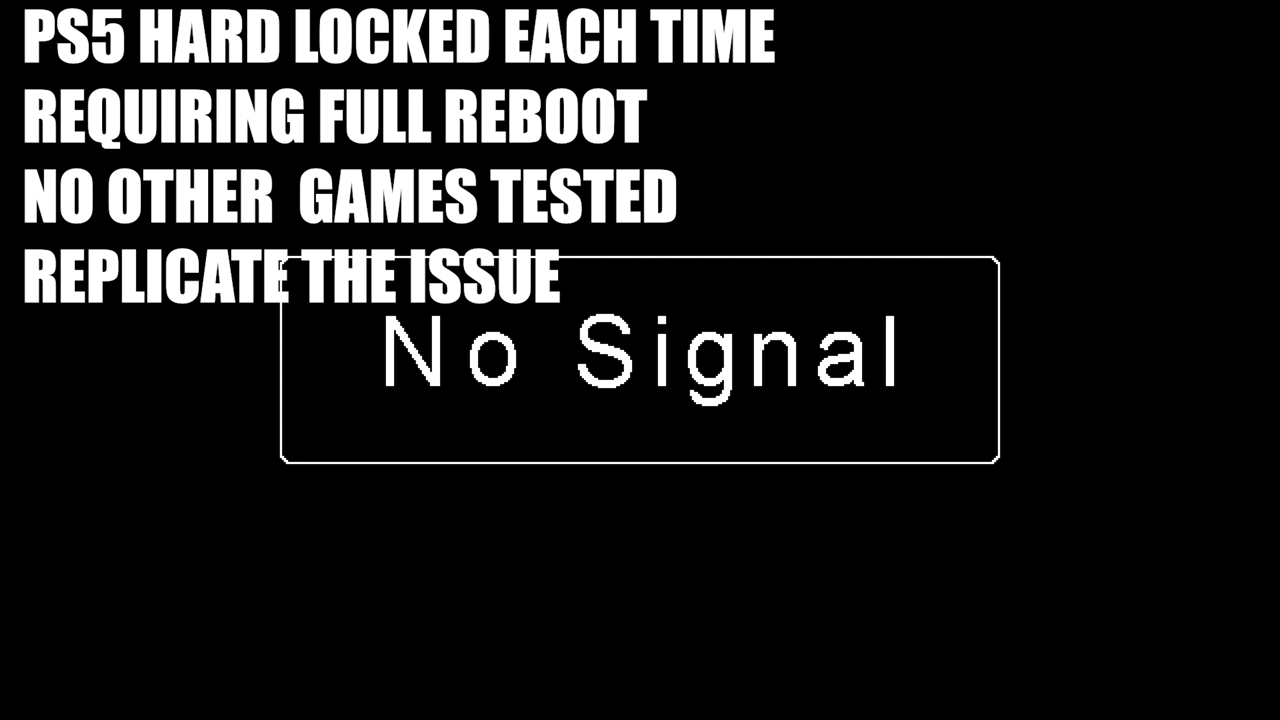 PS5 HARD LOCKED EACH TIME
REQUIRING FULL REBOOT
NO OTHER  GAMES TESTED
REPLICATE THE ISSUE
No Signal